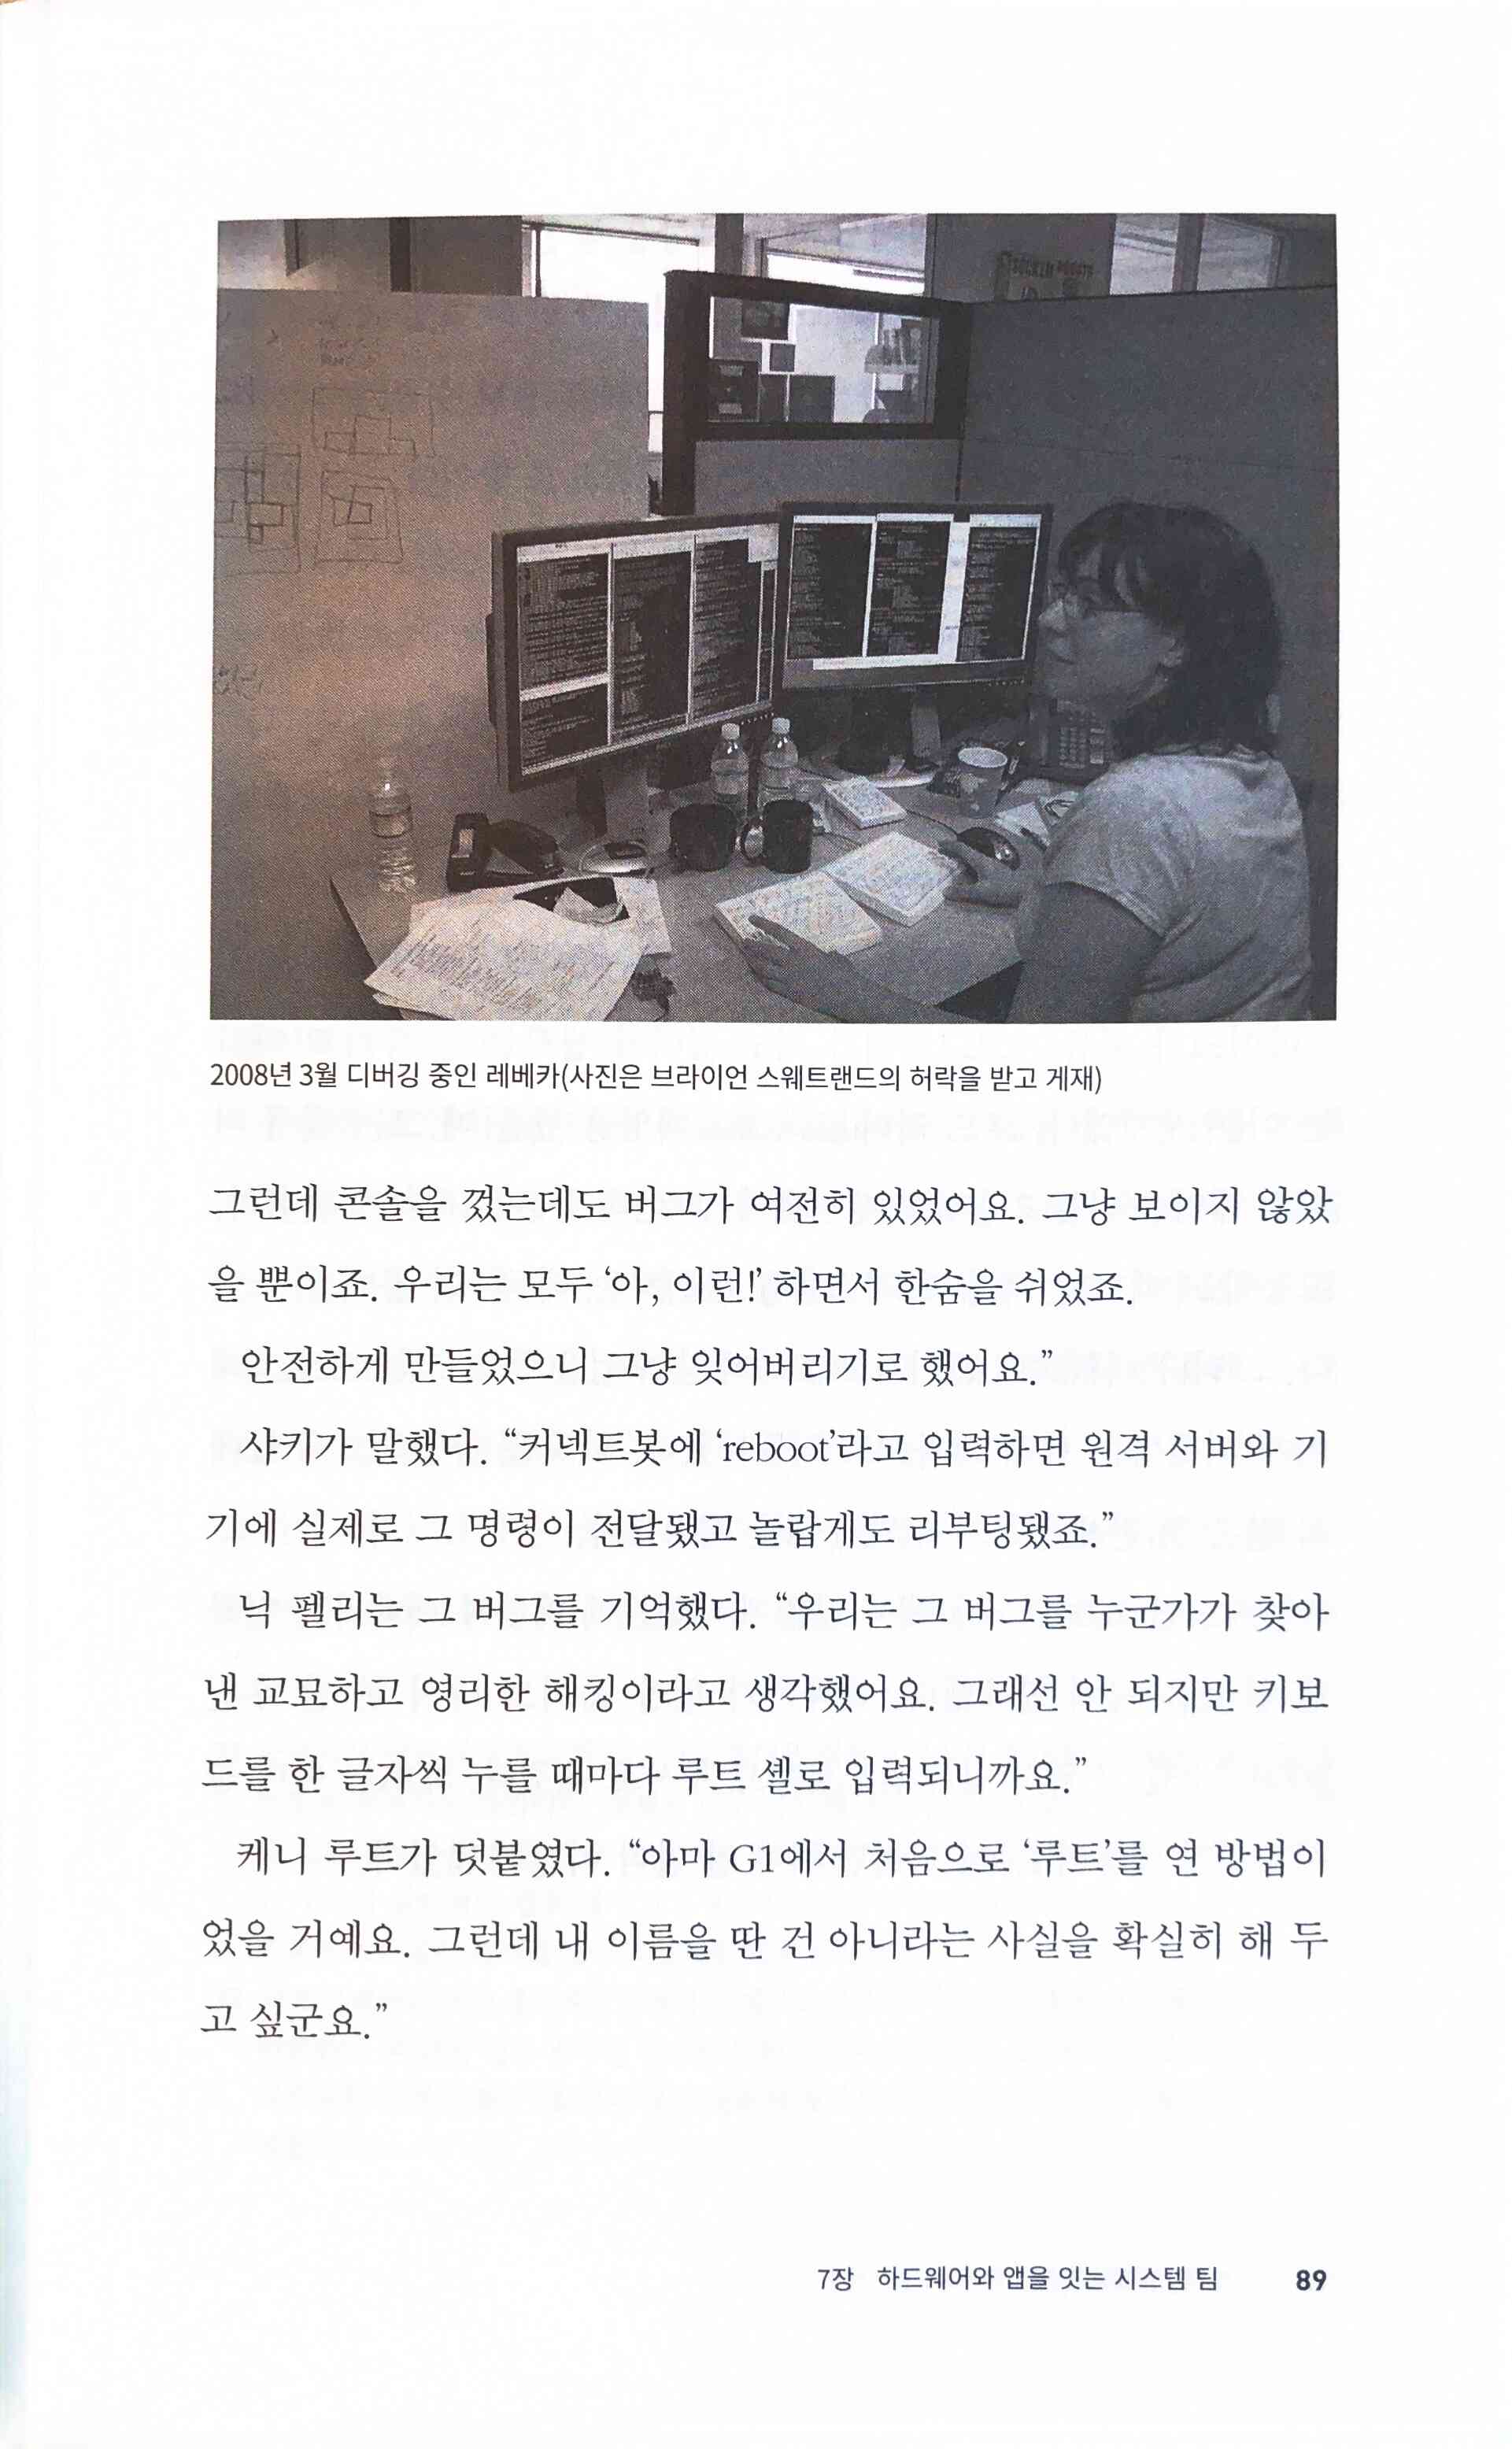 2008년 3월 디버깅 중인 레베카(사진은 브라이언 스웨트랜드의 허락을 받고 게재)
그런데 콘솔을 껐는데도 버그가 여전히 있었어요. 그냥 보이지 않았
을 뿐이죠. 우리는 모두 ‘아, 이런!’ 하면서 한숨을 쉬었죠.
안전하게 만들었으니 그냥 잊어버리기로 했어요.”
샤키가 말했다. “커넥트봇에 ‘reboot’라고 입력하면 원격 서버와 기
기에 실제로 그 명령이 전달됐고 놀랍게도 리부팅됐죠.”
닉 펠리는 그 버그를 기억했다. “우리는 그 버그를 누군가가 찾아
낸 교묘하고 영리한 해킹이라고 생각했어요. 그래선 안 되지만 키보
드를 한 글자씩 누를 때마다 루트 셸로 입력되니까요.”
케니 루트가 덧붙였다. “아마 G1에서 처음으로 ‘루트’를 연 방법이
었을 거예요. 그런데 내 이름을 딴 건 아니라는 사실을 확실히 해 두
고 싶군요.”
7장 하드웨어와 앱을 잇는 시스템 팀 89